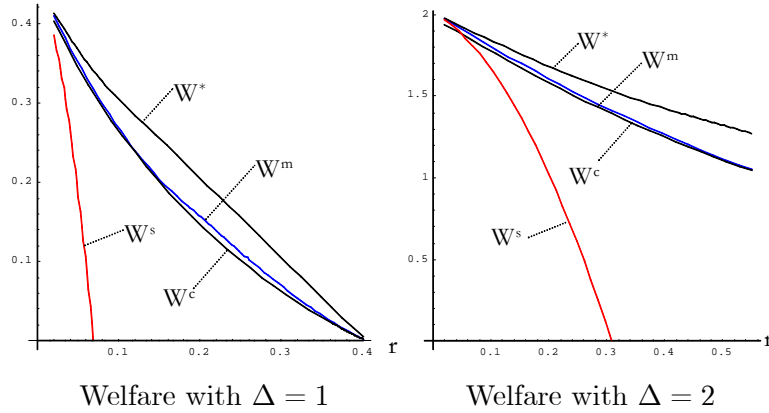 0.4
0.3
0.2
0.1
W*
W^m
W^s
W^c
0.1 0.2 0.3 0.4 r
Welfare with Δ = 1
2
1.5
1
0.5
W*
W^m
W^c
W^s
0.1 0.2 0.3 0.4 0.5 r
Welfare with Δ = 2